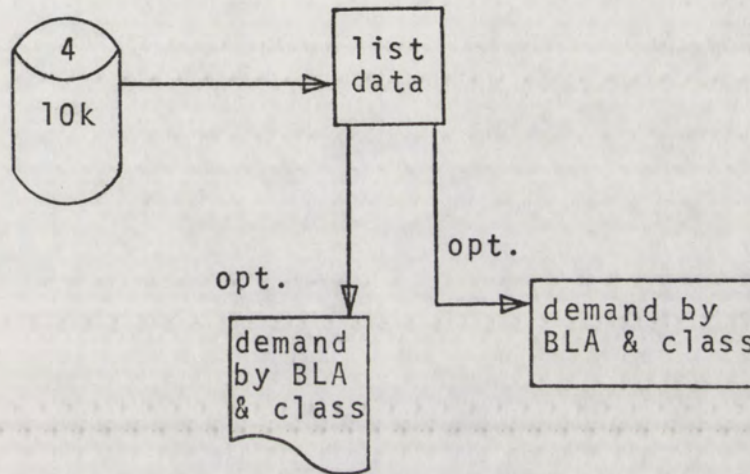 4
10k
list
data
opt.
opt.
demand
by BLA
& class
demand by
BLA & class